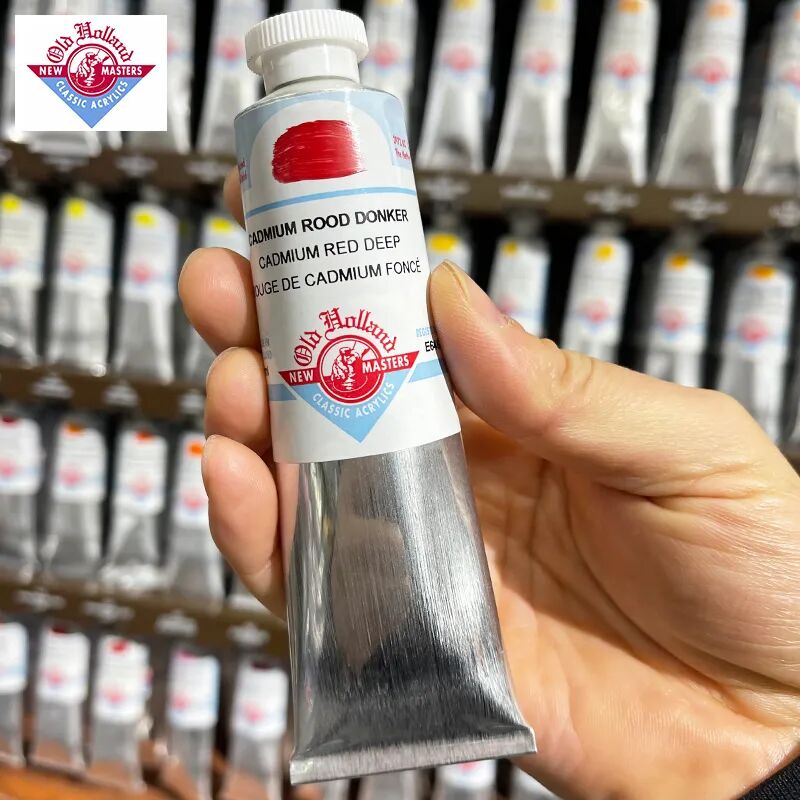 Old Holland
NEW MASTERS
CLASSIC ACRYLICS
CADMIUM ROOD DONKER
CADMIUM RED DEEP
ROUGE DE CADMIUM FONCÉ
Old Holland
NEW MASTERS
CLASSIC ACRYLICS